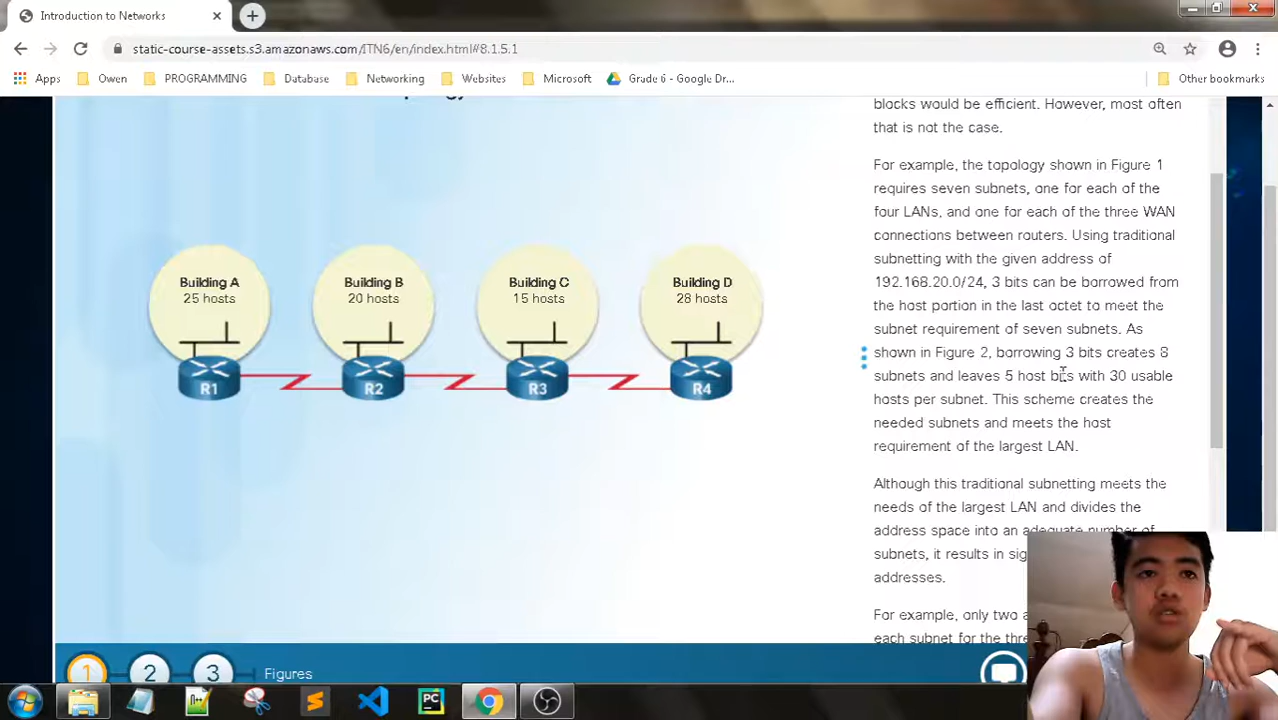 Introduction to Networks
static-course-assets.s3.amazonaws.com/ITN6/en/index.html#8.1.5.1
Apps Owen PROGRAMMING Database Networking Websites Microsoft Grade 6 - Google Dr... Other bookmarks
blocks would be efficient. However, most often
that is not the case.
For example, the topology shown in Figure 1
requires seven subnets, one for each of the
four LANs, and one for each of the three WAN
connections between routers. Using traditional
subnetting with the given address of
192.168.20.0/24, 3 bits can be borrowed from
the host portion in the last octet to meet the
subnet requirement of seven subnets. As
shown in Figure 2, borrowing 3 bits creates 8
subnets and leaves 5 host bits with 30 usable
hosts per subnet. This scheme creates the
needed subnets and meets the host
requirement of the largest LAN.
Although this traditional subnetting meets the
needs of the largest LAN and divides the
address space into an adequate number of
subnets, it results in
addresses.
For example, only two
each subnet for the
Building A
25 hosts
Building B
20 hosts
Building C
15 hosts
Building D
28 hosts
R1
R2
R3
R4
1 2 3 Figures
PC